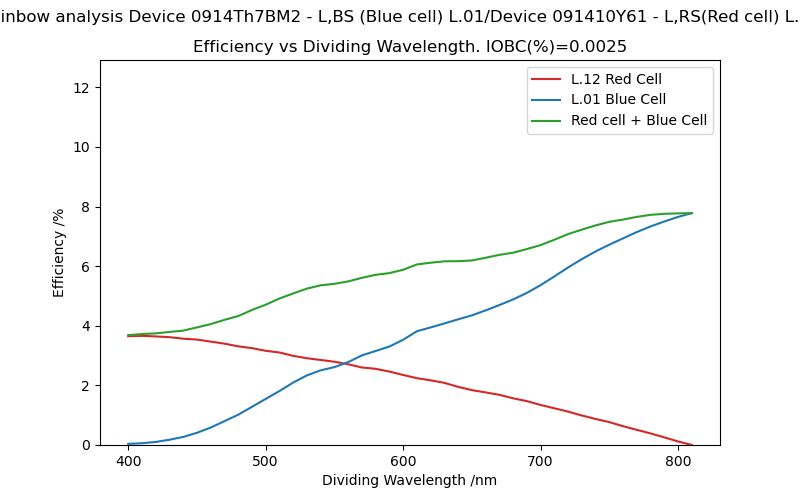 inbow analysis Device 0914Th7BM2 - L,BS (Blue cell) L.01/Device 091410Y61 - L,RS(Red cell) L.
Efficiency vs Dividing Wavelength. IOBC(%)=0.0025
L.12 Red Cell
L.01 Blue Cell
Red cell + Blue Cell
Efficiency /%
12
10
8
6
4
2
0
400 500 600 700 800
Dividing Wavelength /nm